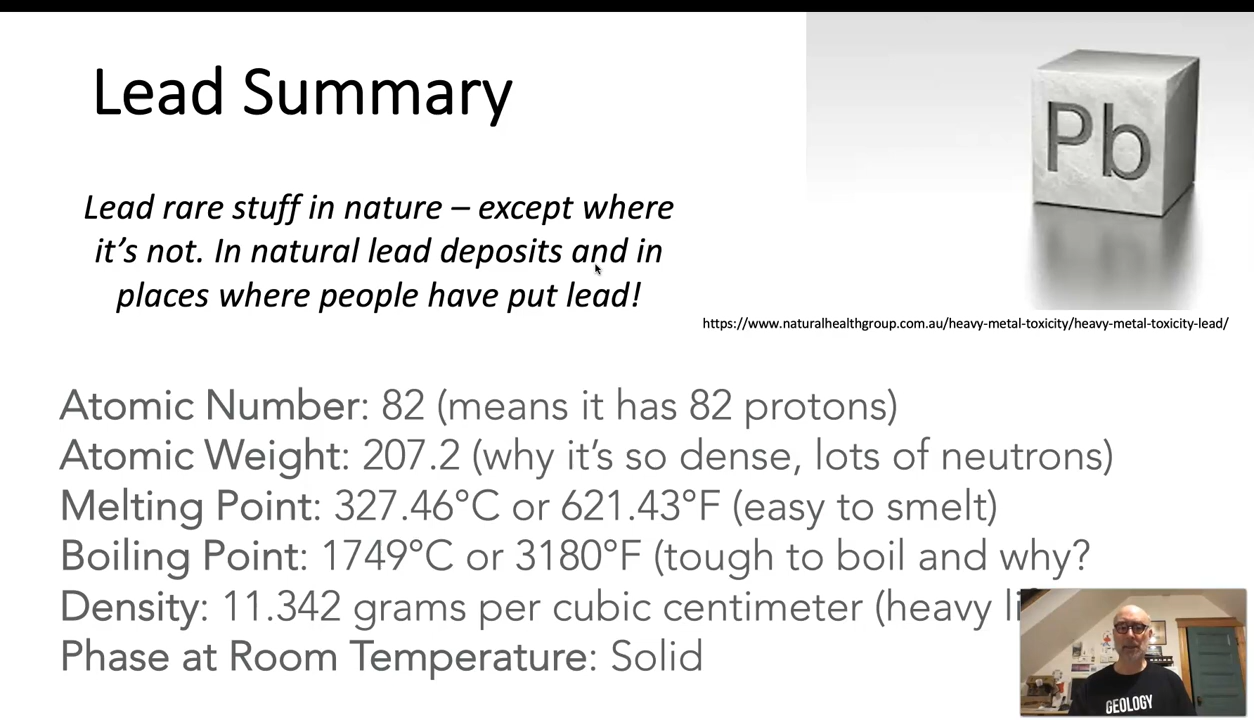 Lead Summary
Pb
Lead rare stuff in nature – except where
it's not. In natural lead deposits and in
places where people have put lead!
https://www.naturalhealthgroup.com.au/heavy-metal-toxicity/heavy-metal-toxicity-lead/
Atomic Number: 82 (means it has 82 protons)
Atomic Weight: 207.2 (why it's so dense, lots of neutrons)
Melting Point: 327.46°C or 621.43°F (easy to smelt)
Boiling Point: 1749°C or 3180°F (tough to boil and why?
Density: 11.342 grams per cubic centimeter (heavy
Phase at Room Temperature: Solid
GEOLOGY